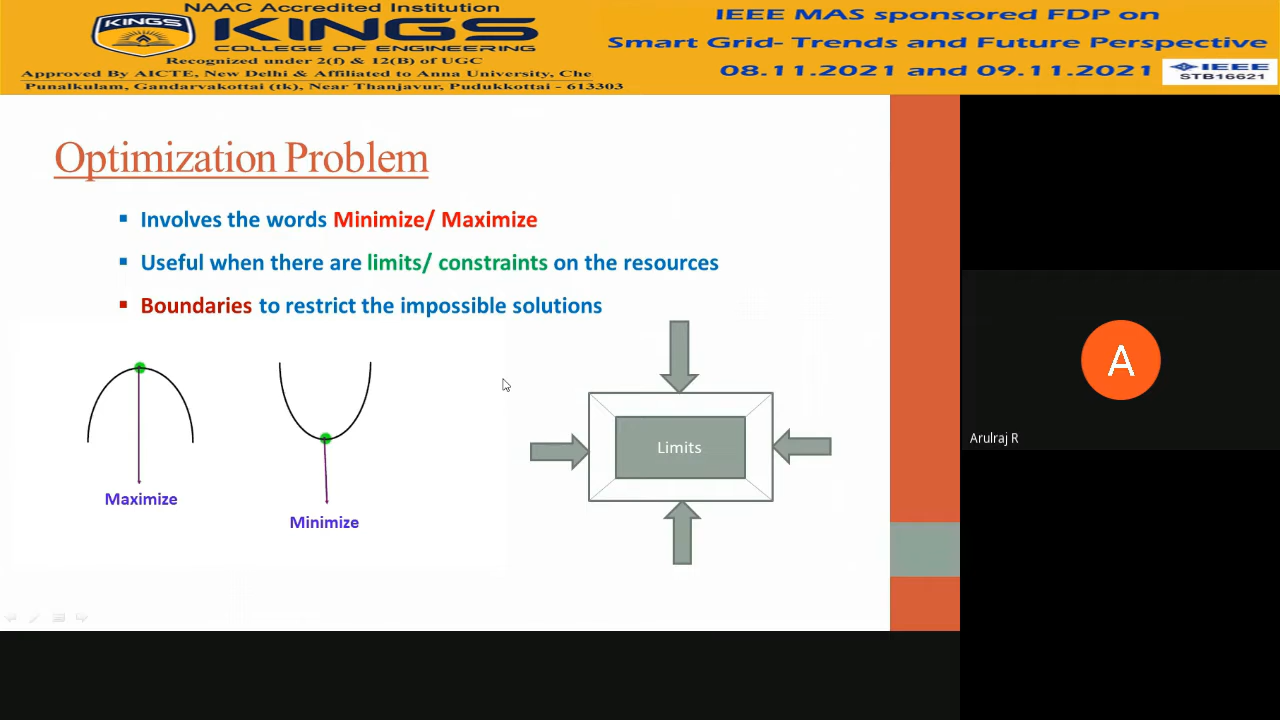 NAAC Accredited Institution
KINGS
KINGS
COLLEGE OF ENGINEERING
Recognized under 2(f) & 12(B) of UGC
Approved By AICTE, New Delhi & Affiliated to Anna University, Che
Punalkulam, Gandarvakottai (tk), Near Thanjavur, Pudukkottai - 613303
IEEE MAS sponsored FDP on
Smart Grid- Trends and Future Perspective
08.11.2021 and 09.11.2021
IEEE
STB16621
Optimization Problem
Involves the words Minimize/ Maximize
Useful when there are limits/ constraints on the resources
Boundaries to restrict the impossible solutions
Maximize
Minimize
Limits
A
Arulraj R